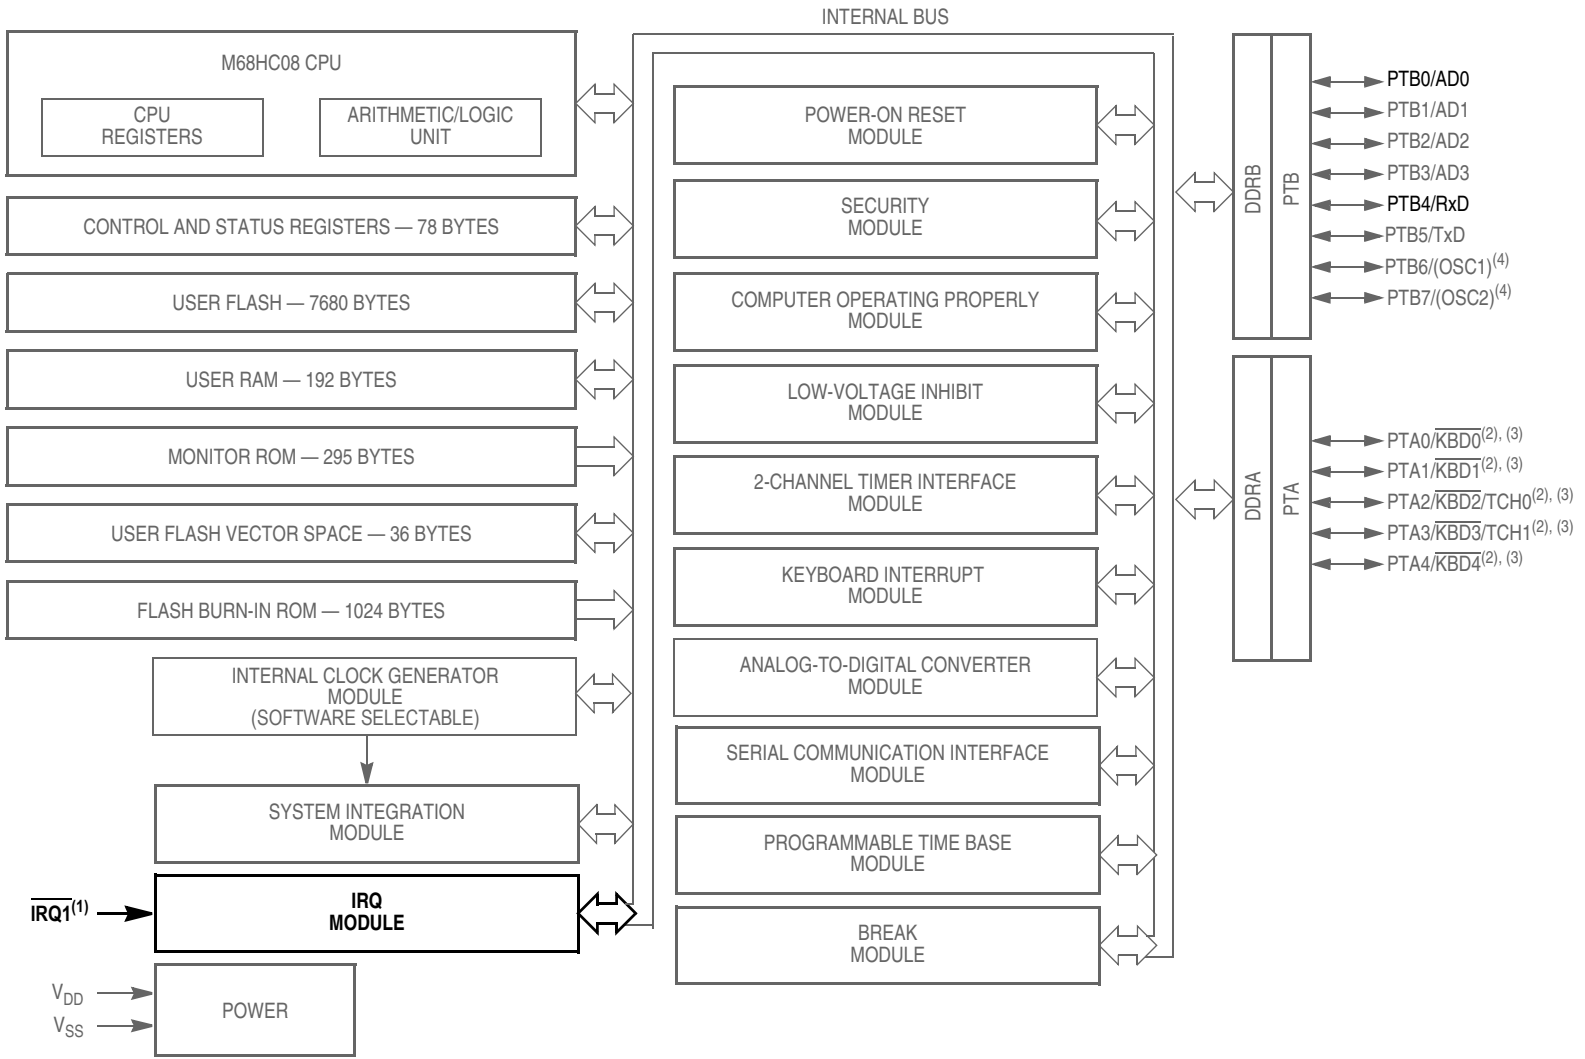 INTERNAL BUS
M68HC08 CPU
CPU
REGISTERS
ARITHMETIC/LOGIC
UNIT
CONTROL AND STATUS REGISTERS — 78 BYTES
USER FLASH — 7680 BYTES
USER RAM — 192 BYTES
MONITOR ROM — 295 BYTES
USER FLASH VECTOR SPACE — 36 BYTES
FLASH BURN-IN ROM — 1024 BYTES
INTERNAL CLOCK GENERATOR
MODULE
(SOFTWARE SELECTABLE)
SYSTEM INTEGRATION
MODULE
IRQ1(1)
IRQ
MODULE
VDD
VSS
POWER
POWER-ON RESET
MODULE
SECURITY
MODULE
COMPUTER OPERATING PROPERLY
MODULE
LOW-VOLTAGE INHIBIT
MODULE
2-CHANNEL TIMER INTERFACE
MODULE
KEYBOARD INTERRUPT
MODULE
ANALOG-TO-DIGITAL CONVERTER
MODULE
SERIAL COMMUNICATION INTERFACE
MODULE
PROGRAMMABLE TIME BASE
MODULE
BREAK
MODULE
DDRB
PTB
PTB0/AD0
PTB1/AD1
PTB2/AD2
PTB3/AD3
PTB4/RxD
PTB5/TxD
PTB6/(OSC1)(4)
PTB7/(OSC2)(4)
DDRA
PTA
PTA0/KBD0(2), (3)
PTA1/KBD1(2), (3)
PTA2/KBD2/TCH0(2), (3)
PTA3/KBD3/TCH1(2), (3)
PTA4/KBD4(2), (3)